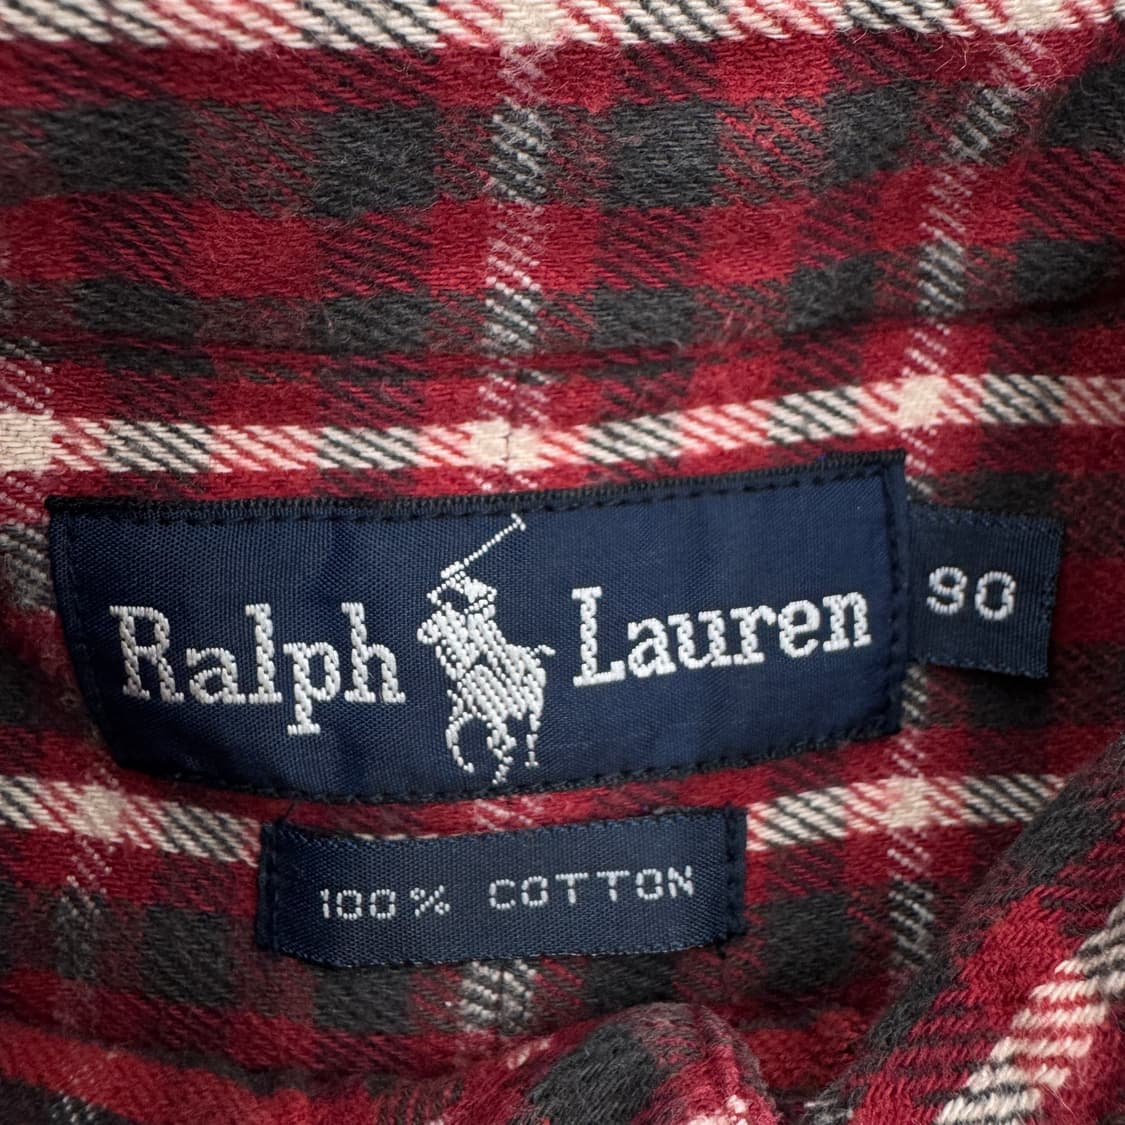 Ralph Lauren
90
100% COTTON